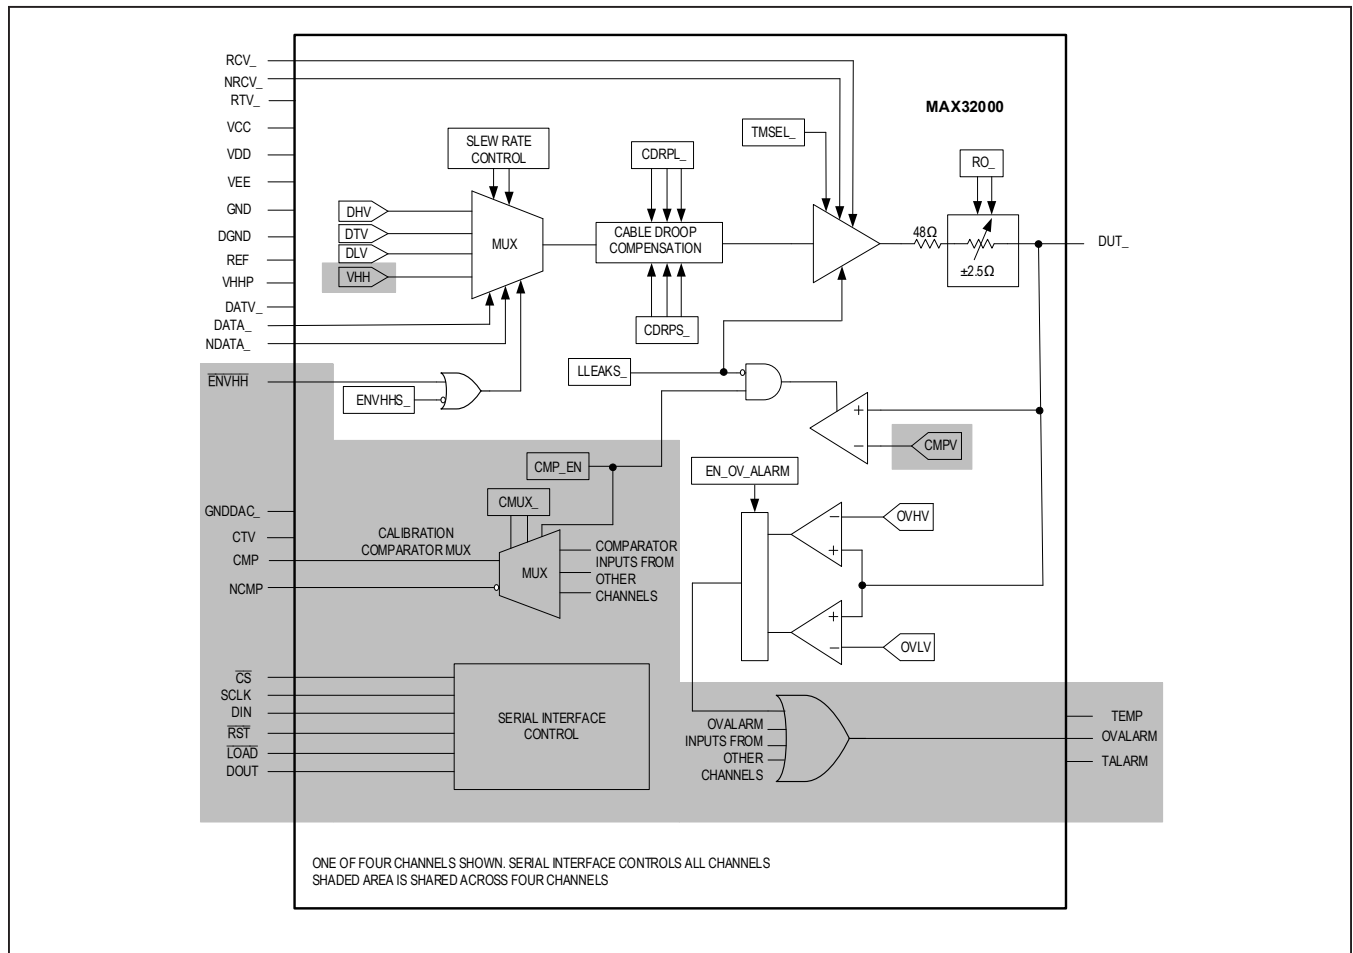 MAX32000
RCV_
NRCV_
RTV_
VCC
VDD
VEE
GND
DGND
REF
VHHP
DATV_
DATA_
NDATA_
ENVHH
GNDDAC_
CTV
CMP
NCMP
CS
SCLK
DIN
RST
LOAD
DOUT
SLEW RATE
CONTROL
DHV
DTV
DLV
VHH
MUX
ENVHHS_
CDRPL_
CABLE DROOP
COMPENSATION
CDRPS_
TMSEL_
LLEAKS_
48Ω
RO_
±2.5Ω
DUT_
CMPV
+
−
CMP_EN
CMUX_
CALIBRATION
COMPARATOR MUX
MUX
COMPARATOR
INPUTS FROM
OTHER
CHANNELS
EN_OV_ALARM
−
+
OVHV
+
−
OVLV
SERIAL INTERFACE
CONTROL
OVALARM
INPUTS FROM
OTHER
CHANNELS
TEMP
OVALARM
TALARM
ONE OF FOUR CHANNELS SHOWN. SERIAL INTERFACE CONTROLS ALL CHANNELS
SHADED AREA IS SHARED ACROSS FOUR CHANNELS